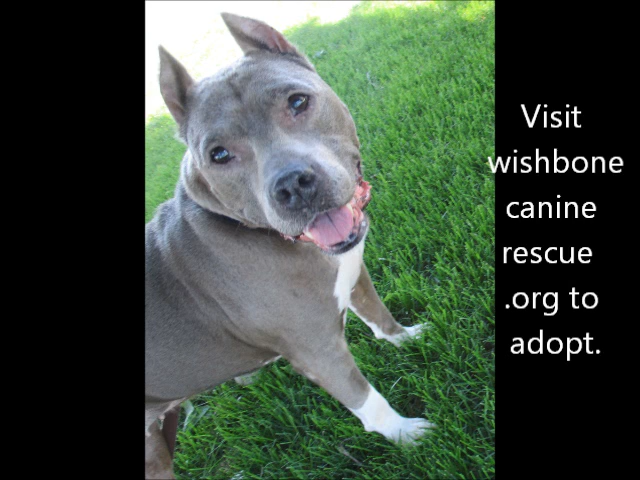 Visit
wishbone
canine
rescue
.org to
adopt.